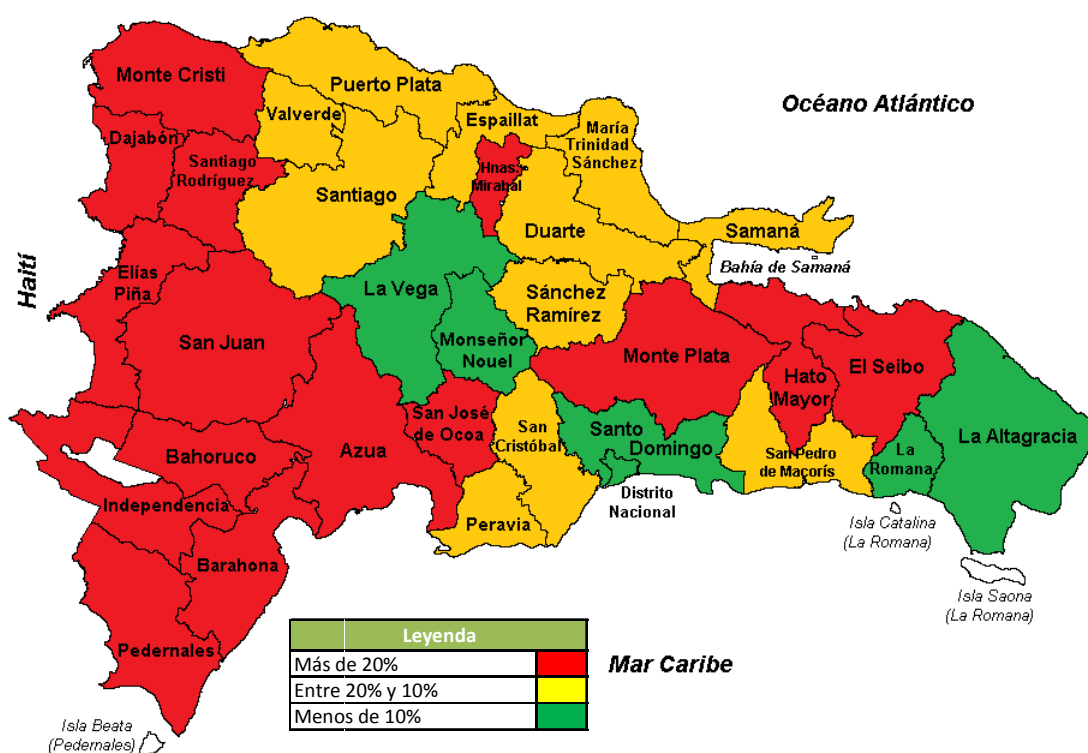 Monte Cristi
Puerto Plata
Océano Atlántico
Valverde
Espaillat
María
Trinidad
Sánchez
Dajabón
Santiago
Rodríguez
Hnas.
Mirabal
Santiago
Duarte
Samaná
Bahía de Samaná
Haití
Elías
Piña
La Vega
Sánchez
Ramírez
San Juan
Monseñor
Nouel
Monte Plata
Hato
Mayor
El Seibo
San José
de Ocoa
San
Cristóbal
Santo
Domingo
La Altagracia
Azua
Bahoruco
San Pedro
de Macorís
La
Romana
Independencia
Distrito
Nacional
Peravia
Isla Catalina
(La Romana)
Barahona
Isla Saona
(La Romana)
Pedernales
Leyenda
Más de 20%
Entre 20% y 10%
Menos de 10%
Mar Caribe
Isla Beata
(Pedernales)